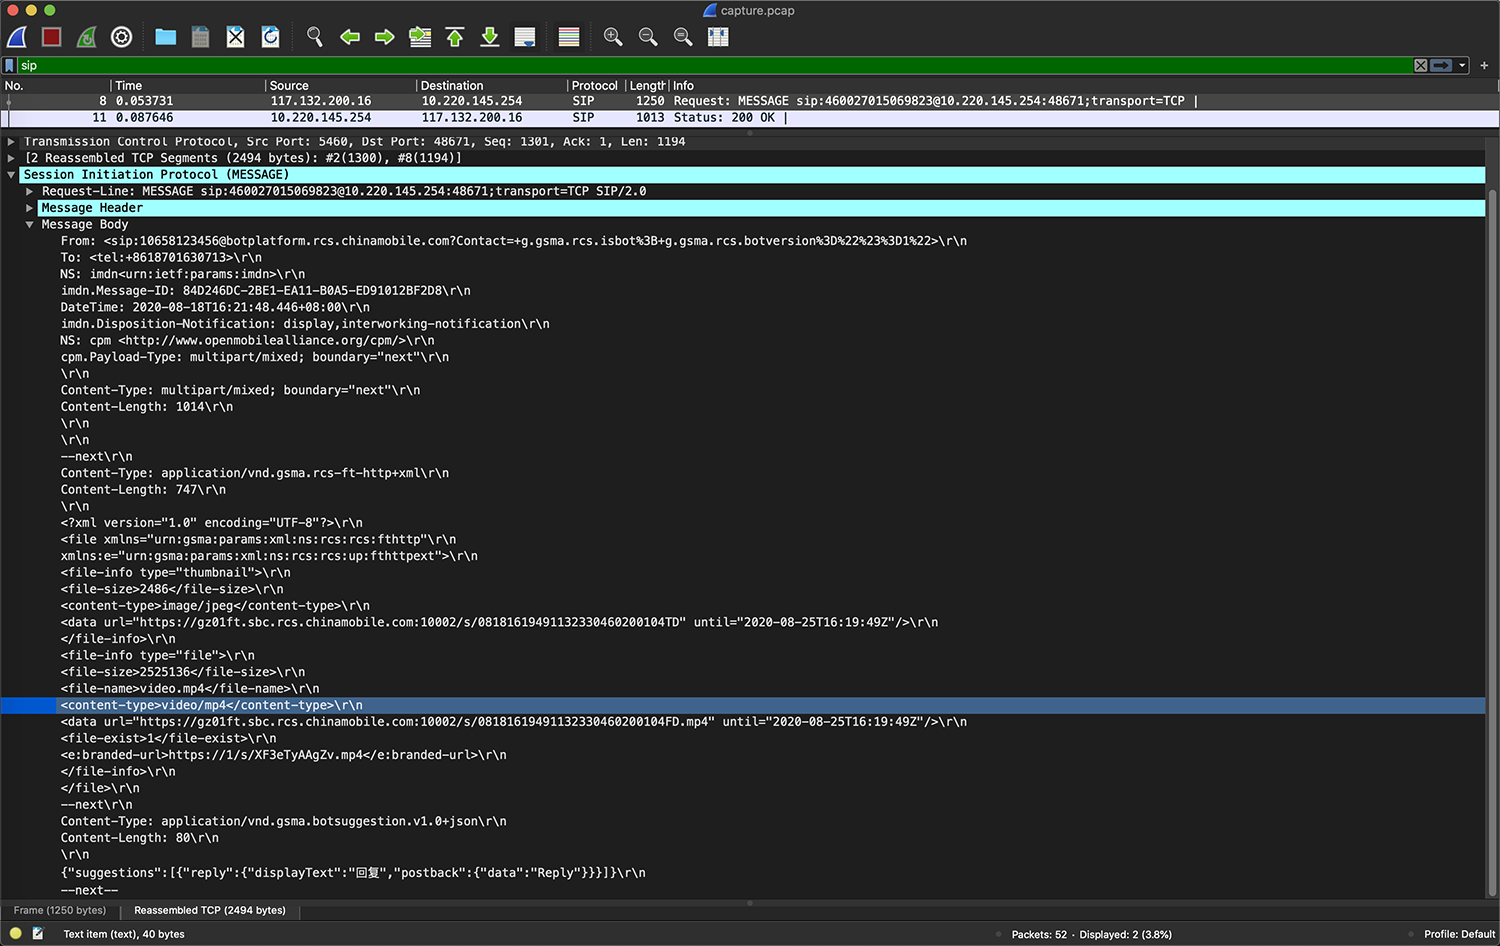 capture.pcap
sip
No. Time Source Destination Protocol Length Info
8 0.053731 117.132.200.16 10.220.145.254 SIP 1250 Request: MESSAGE sip:460027015069823@10.220.145.254:48671;transport=TCP |
11 0.087646 10.220.145.254 117.132.200.16 SIP 1013 Status: 200 OK |
Transmission Control Protocol, Src Port: 5460, Dst Port: 48671, Seq: 1301, Ack: 1, Len: 1194
[2 Reassembled TCP Segments (2494 bytes): #2(1300), #8(1194)]
Session Initiation Protocol (MESSAGE)
Request-Line: MESSAGE sip:460027015069823@10.220.145.254:48671;transport=TCP SIP/2.0
Message Header
Message Body
From: <sip:10658123456@botplatform.rcs.chinamobile.com?Contact=+g.gsma.rcs.isbot%3B+g.gsma.rcs.botversion%3D%22%23%3D1%22>\r\n
To: <tel:+8618701630713>\r\n
NS: imdn<urn:ietf:params:imdn>\r\n
imdn.Message-ID: 84D246DC-2BE1-EA11-B0A5-ED91012BF2D8\r\n
DateTime: 2020-08-18T16:21:48.446+08:00\r\n
imdn.Disposition-Notification: display,interworking-notification\r\n
NS: cpm <http://www.openmobilealliance.org/cpm/>\r\n
cpm.Payload-Type: multipart/mixed; boundary="next"\r\n
\r\n
Content-Type: multipart/mixed; boundary="next"\r\n
Content-Length: 1014\r\n
\r\n
\r\n
--next\r\n
Content-Type: application/vnd.gsma.rcs-ft-http+xml\r\n
Content-Length: 747\r\n
\r\n
<?xml version="1.0" encoding="UTF-8"?>\r\n
<file xmlns="urn:gsma:params:xml:ns:rcs:rcs:fthttp"\r\n
xmlns:e="urn:gsma:params:xml:ns:rcs:rcs:up:fthttpext">\r\n
<file-info type="thumbnail">\r\n
<file-size>2486</file-size>\r\n
<content-type>image/jpeg</content-type>\r\n
<data url="https://gz01ft.sbc.rcs.chinamobile.com:10002/s/08181619491132330460200104TD" until="2020-08-25T16:19:49Z"/>\r\n
</file-info>\r\n
<file-info type="file">\r\n
<file-size>2525136</file-size>\r\n
<file-name>video.mp4</file-name>\r\n
<content-type>video/mp4</content-type>\r\n
<data url="https://gz01ft.sbc.rcs.chinamobile.com:10002/s/08181619491132330460200104FD.mp4" until="2020-08-25T16:19:49Z"/>\r\n
<file-exist>1</file-exist>\r\n
<e:branded-url>https://1/s/XF3eTyAAgZv.mp4</e:branded-url>\r\n
</file-info>\r\n
</file>\r\n
--next\r\n
Content-Type: application/vnd.gsma.botsuggestion.v1.0+json\r\n
Content-Length: 80\r\n
\r\n
{"suggestions":[{"reply":{"displayText":"回复","postback":{"data":"Reply"}}}]}\r\n
--next--
Frame (1250 bytes) Reassembled TCP (2494 bytes)
Text item (text), 40 bytes Packets: 52 · Displayed: 2 (3.8%) Profile: Default